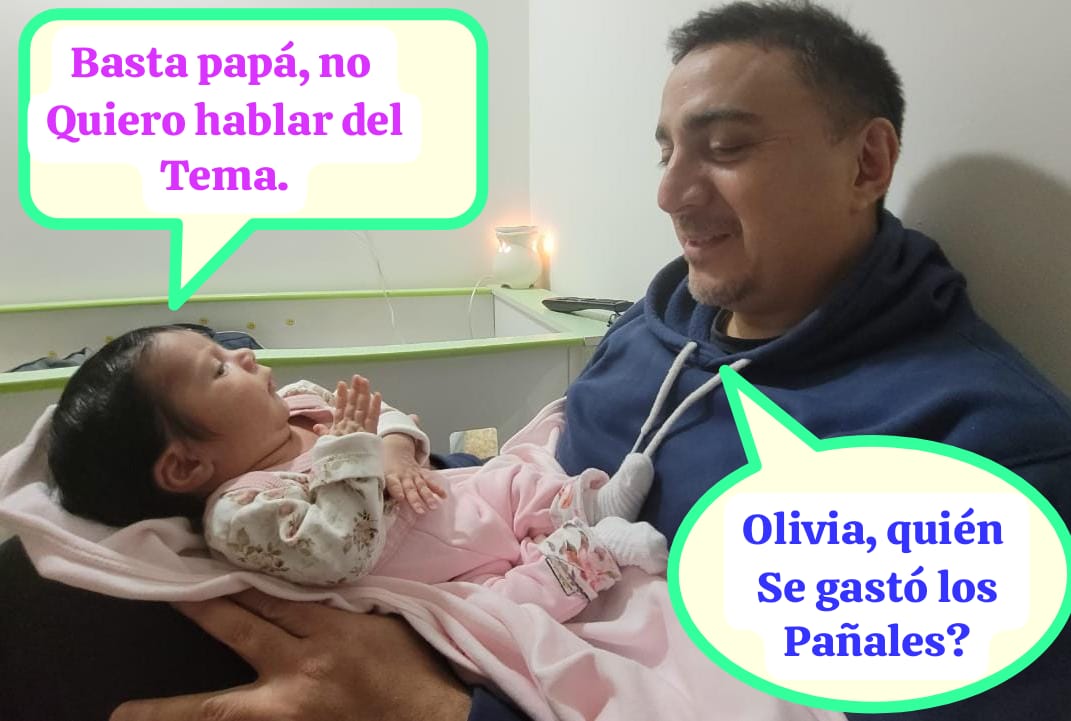 Basta papá, no
Quiero hablar del
Tema.
Olivia, quién
Se gastó los
Pañales?